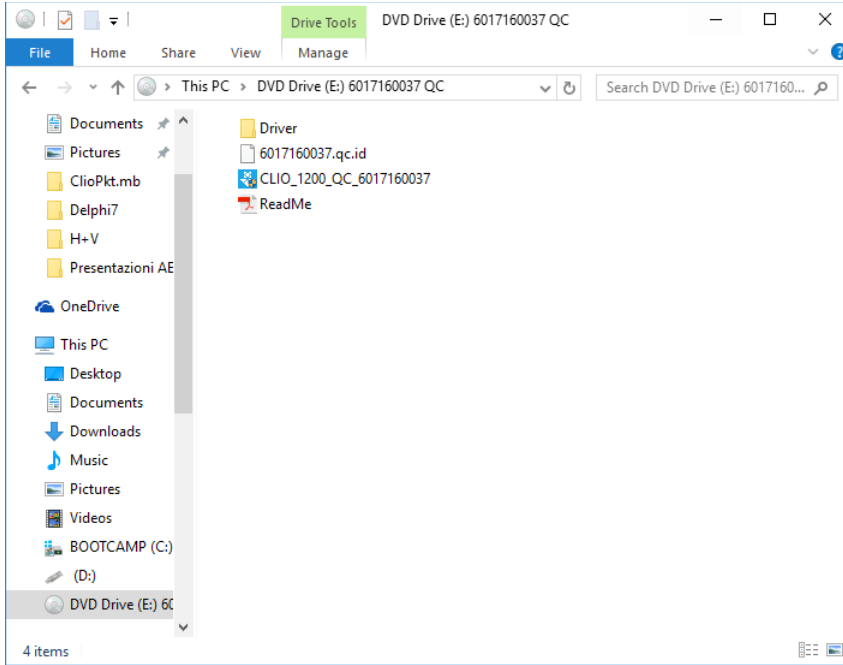 Drive Tools
DVD Drive (E:) 6017160037 QC
File
Home
Share
View
Manage
This PC > DVD Drive (E:) 6017160037 QC
Search DVD Drive (E:) 6017160...
Documents
Pictures
ClioPkt.mb
Delphi7
H+V
Presentazioni AE
OneDrive
This PC
Desktop
Documents
Downloads
Music
Pictures
Videos
BOOTCAMP (C:)
(D:)
DVD Drive (E:) 60
Driver
6017160037.qc.id
CLIO_1200_QC_6017160037
ReadMe
4 items